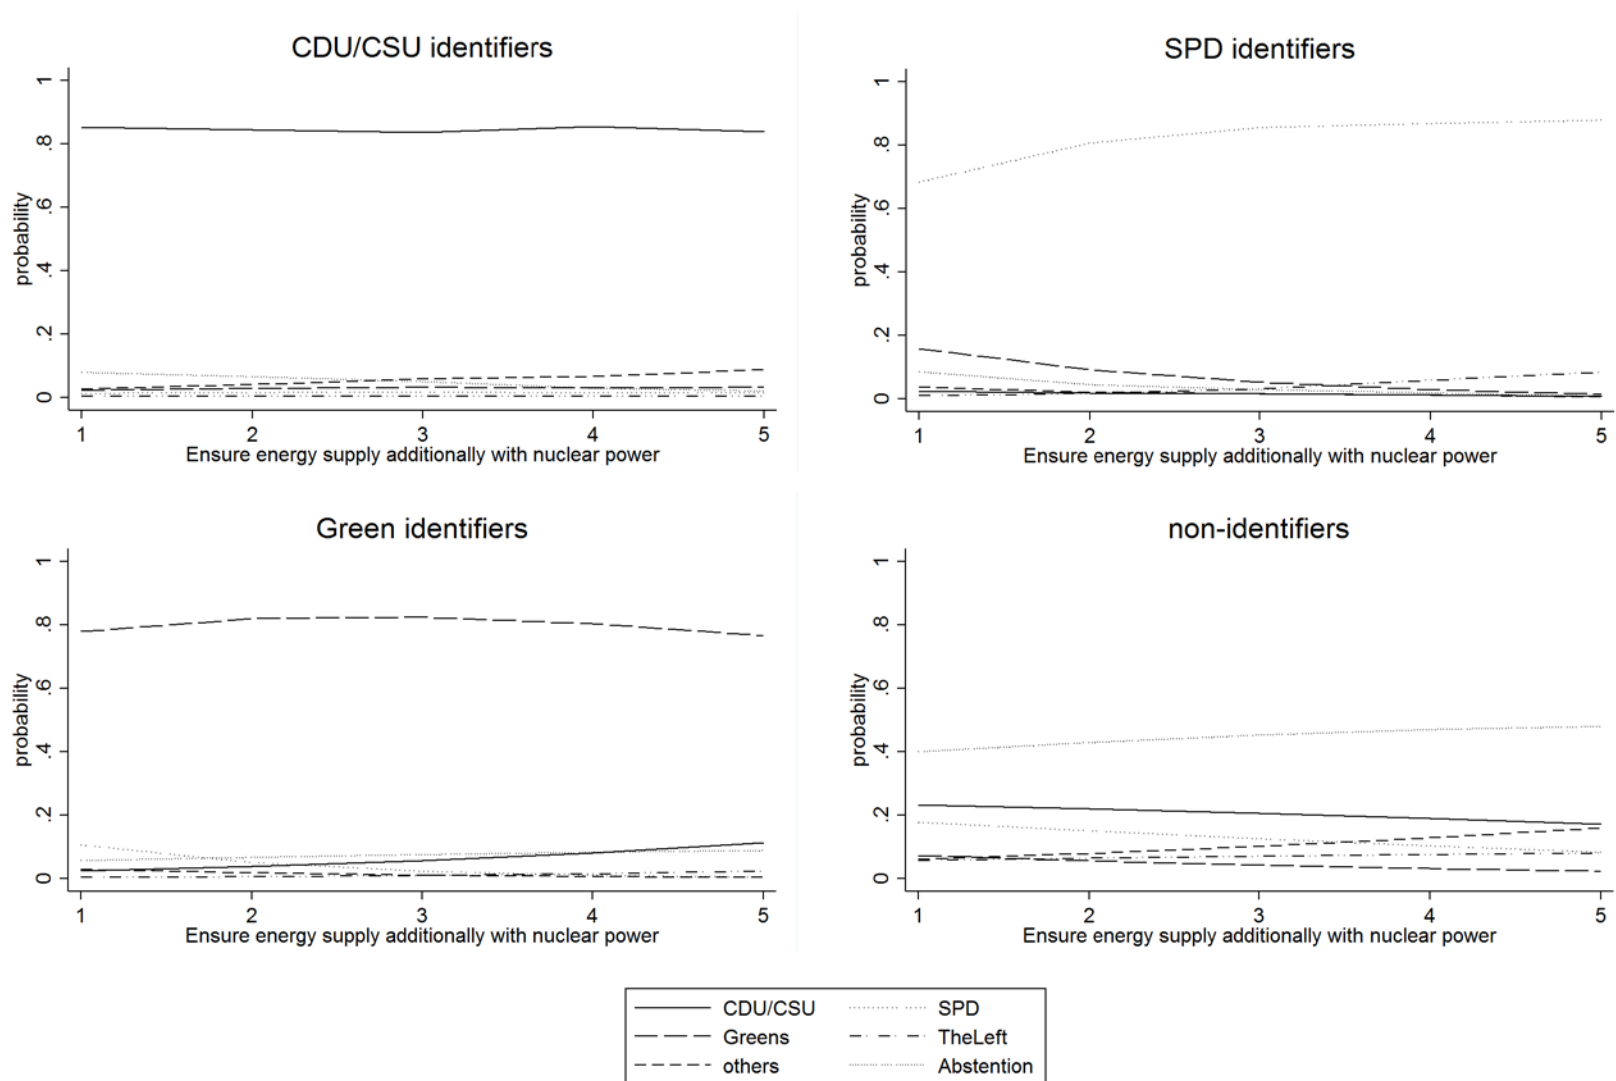 CDU/CSU identifiers
probability
0 .2 .4 .6 .8 1
1 2 3 4 5
Ensure energy supply additionally with nuclear power
SPD identifiers
probability
0 .2 .4 .6 .8 1
1 2 3 4 5
Ensure energy supply additionally with nuclear power
Green identifiers
probability
0 .2 .4 .6 .8 1
1 2 3 4 5
Ensure energy supply additionally with nuclear power
non-identifiers
probability
0 .2 .4 .6 .8 1
1 2 3 4 5
Ensure energy supply additionally with nuclear power
CDU/CSU SPD
Greens TheLeft
others Abstention